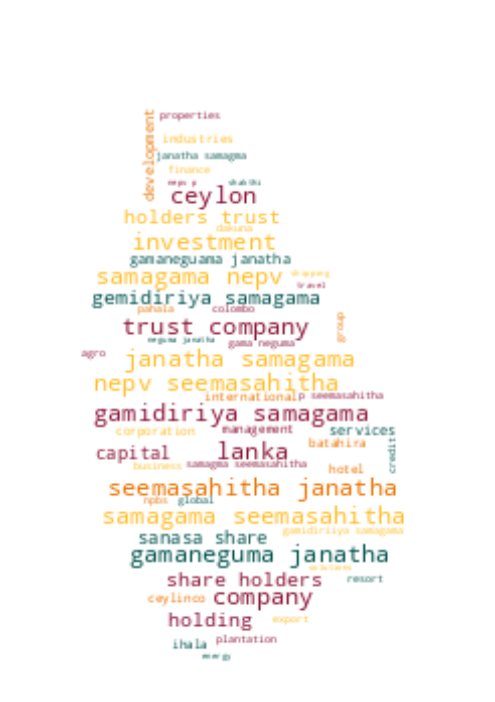 properties
development
industries
janatha samagma
finance
nepu p shakthi
ceylon
holders trust
dakuna
investment
gamaneguama janatha
samagama nepv shipping
travel
gemidiriya samagama
pahala colombo
trust company group
neguma janatha gama neguma
agro
janatha samagama
nepv seemasahitha
international p seemasahitha
gamidiriya samagama
corporation management services
batahira
capital lanka credit
business samagma seemasahitha
hotel
seemasahitha janatha
npbs global
samagama seemasahitha
gamidiriiya samagama
sanasa share
gamaneguma janatha
share holders resort
ceylinco company
holding export
ihala plantation
energy